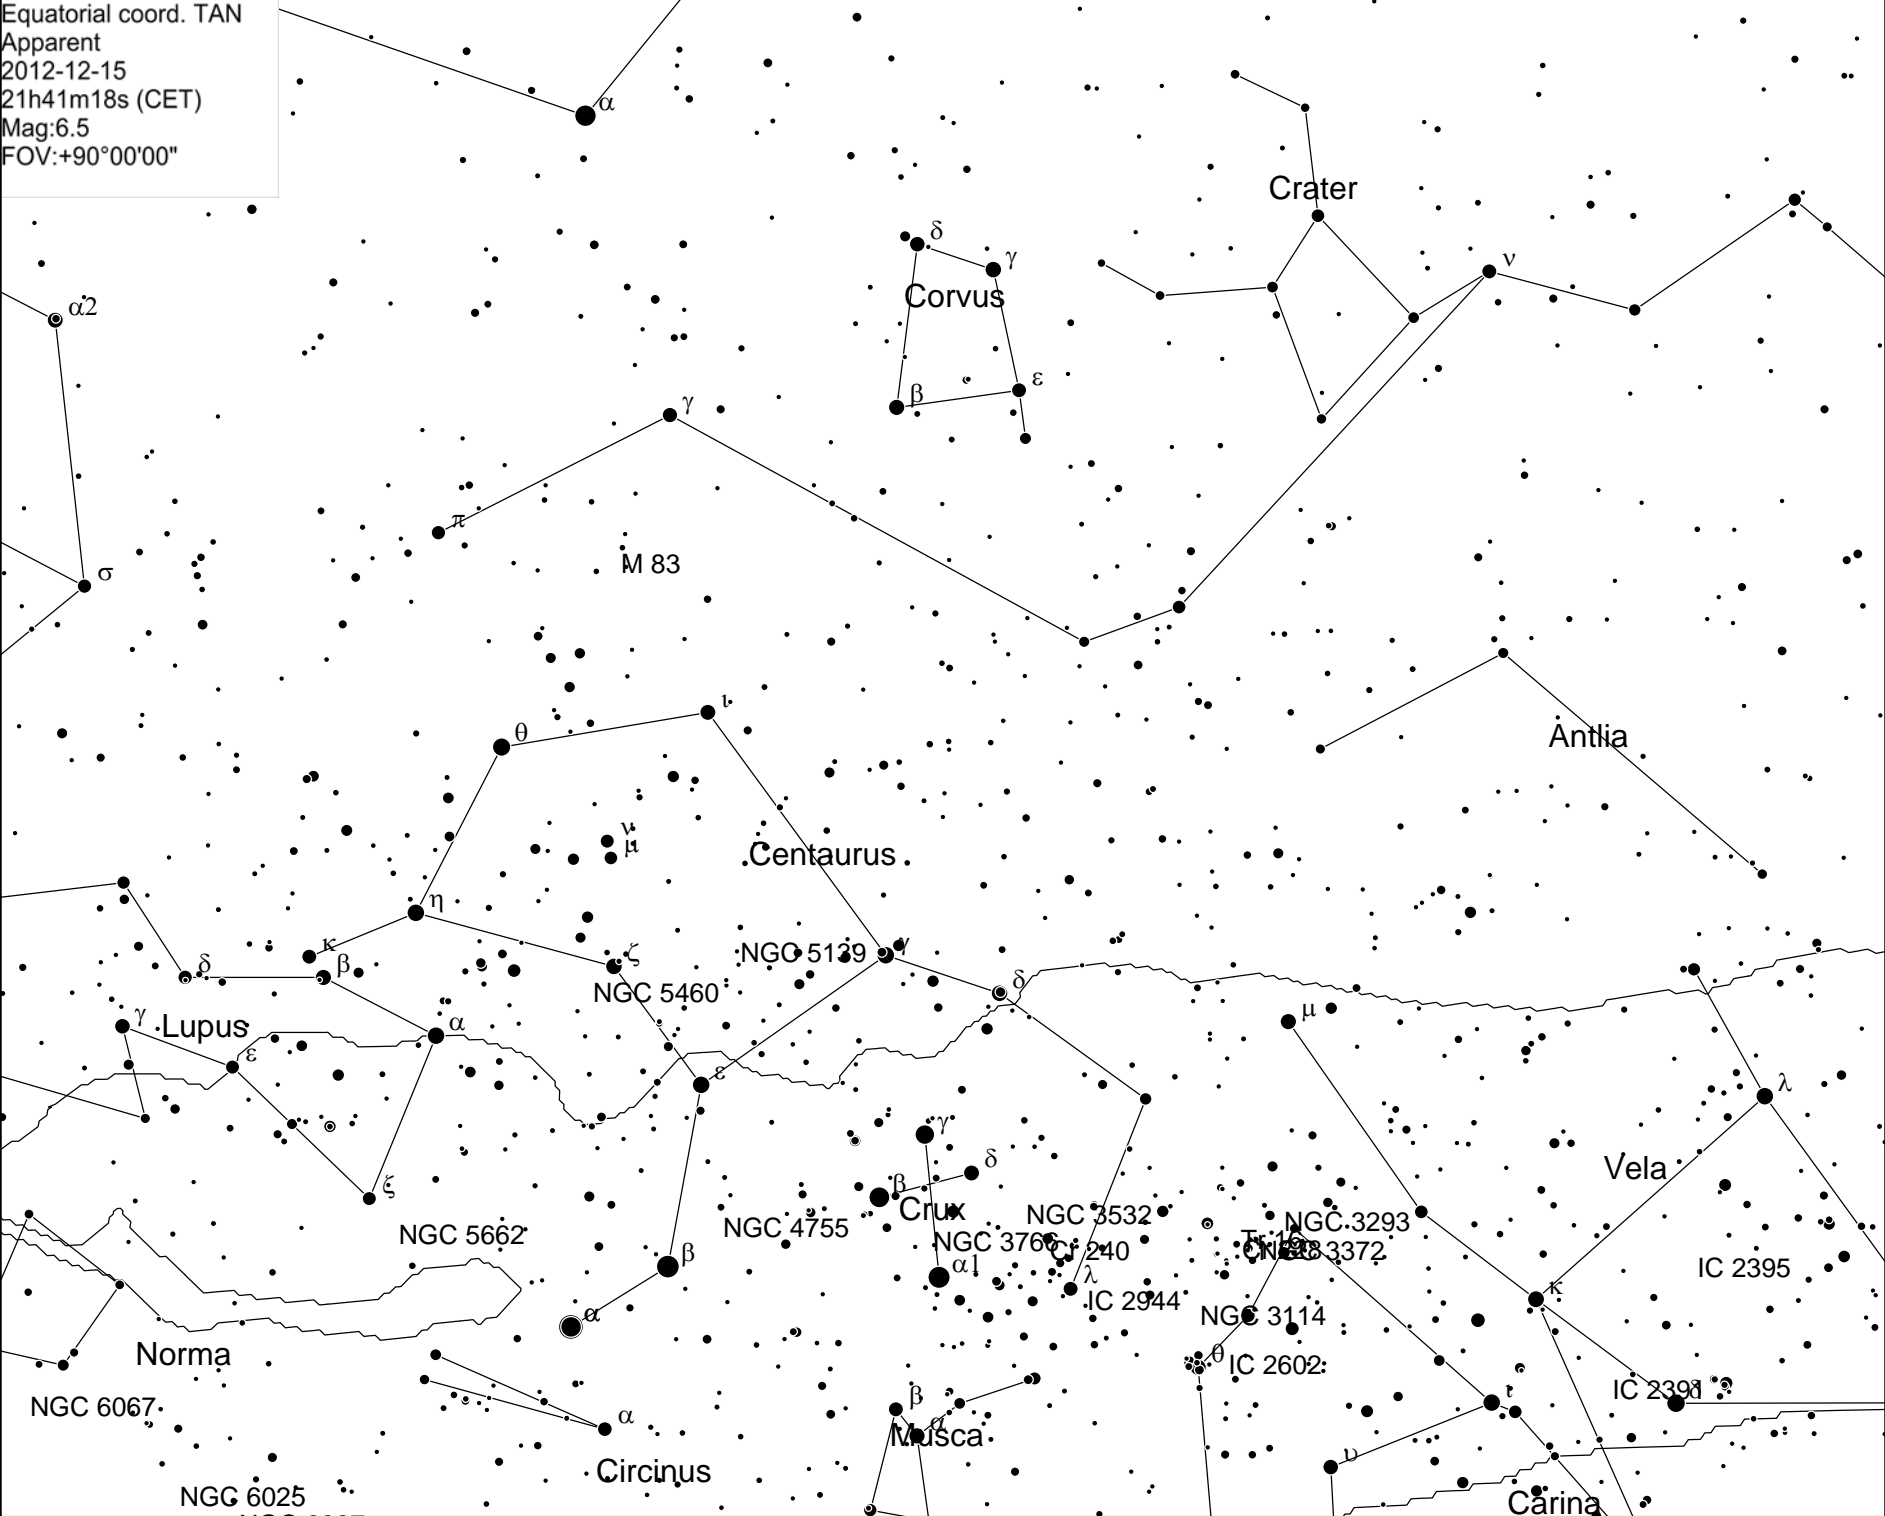 Equatorial coord. TAN
Apparent
2012-12-15
21h41m18s (CET)
Mag:6.5
FOV:+90°00'00"
α
Crater
δ
γ
ν
Corvus
α2
ε
β
γ
π
M 83
σ
ι
θ
Antlia
ν
μ
Centaurus
η
κ
ζ
NGC 5139
γ
δ
β
δ
NGC 5460
μ
γ
Lupus
α
ε
ε
λ
γ
δ
Vela
ζ
β
Crux
NGC 3532
NGC 3293
NGC 4755
NGC 5662
NGC 3766
Cr 240
Tr 16
NGC 3372
β
α1
λ
IC 2395
κ
IC 2944
NGC 3114
α
Norma
θ
IC 2602
IC 2391
δ
NGC 6067
β
ι
α
α
Musca
υ
Circinus
NGC 6025
Carina